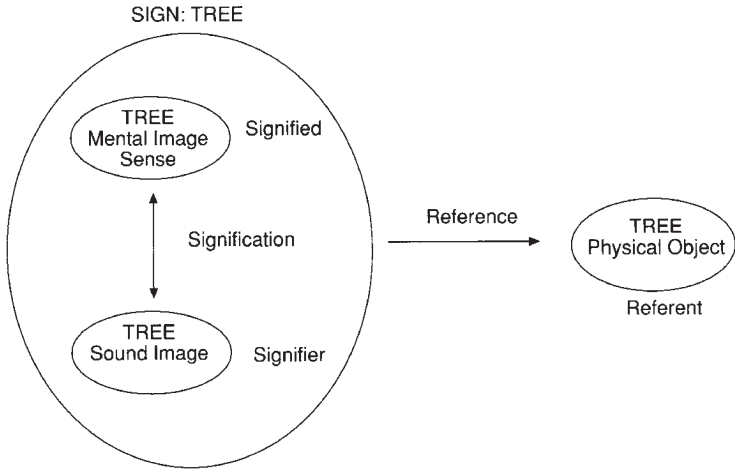 SIGN: TREE
TREE
Mental Image
Sense
Signified
Signification
TREE
Sound Image
Signifier
Reference
TREE
Physical Object
Referent